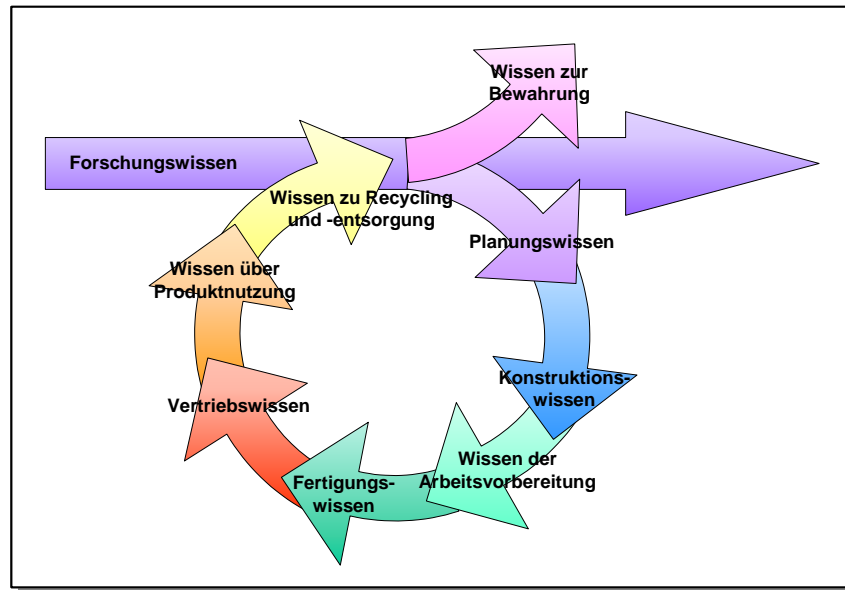 Wissen zur
Bewahrung
Forschungswissen
Wissen zu Recycling
und -entsorgung
Planungswissen
Wissen über
Produktnutzung
Konstruktions-
wissen
Vertriebswissen
Wissen der
Arbeitsvorbereitung
Fertigungs-
wissen